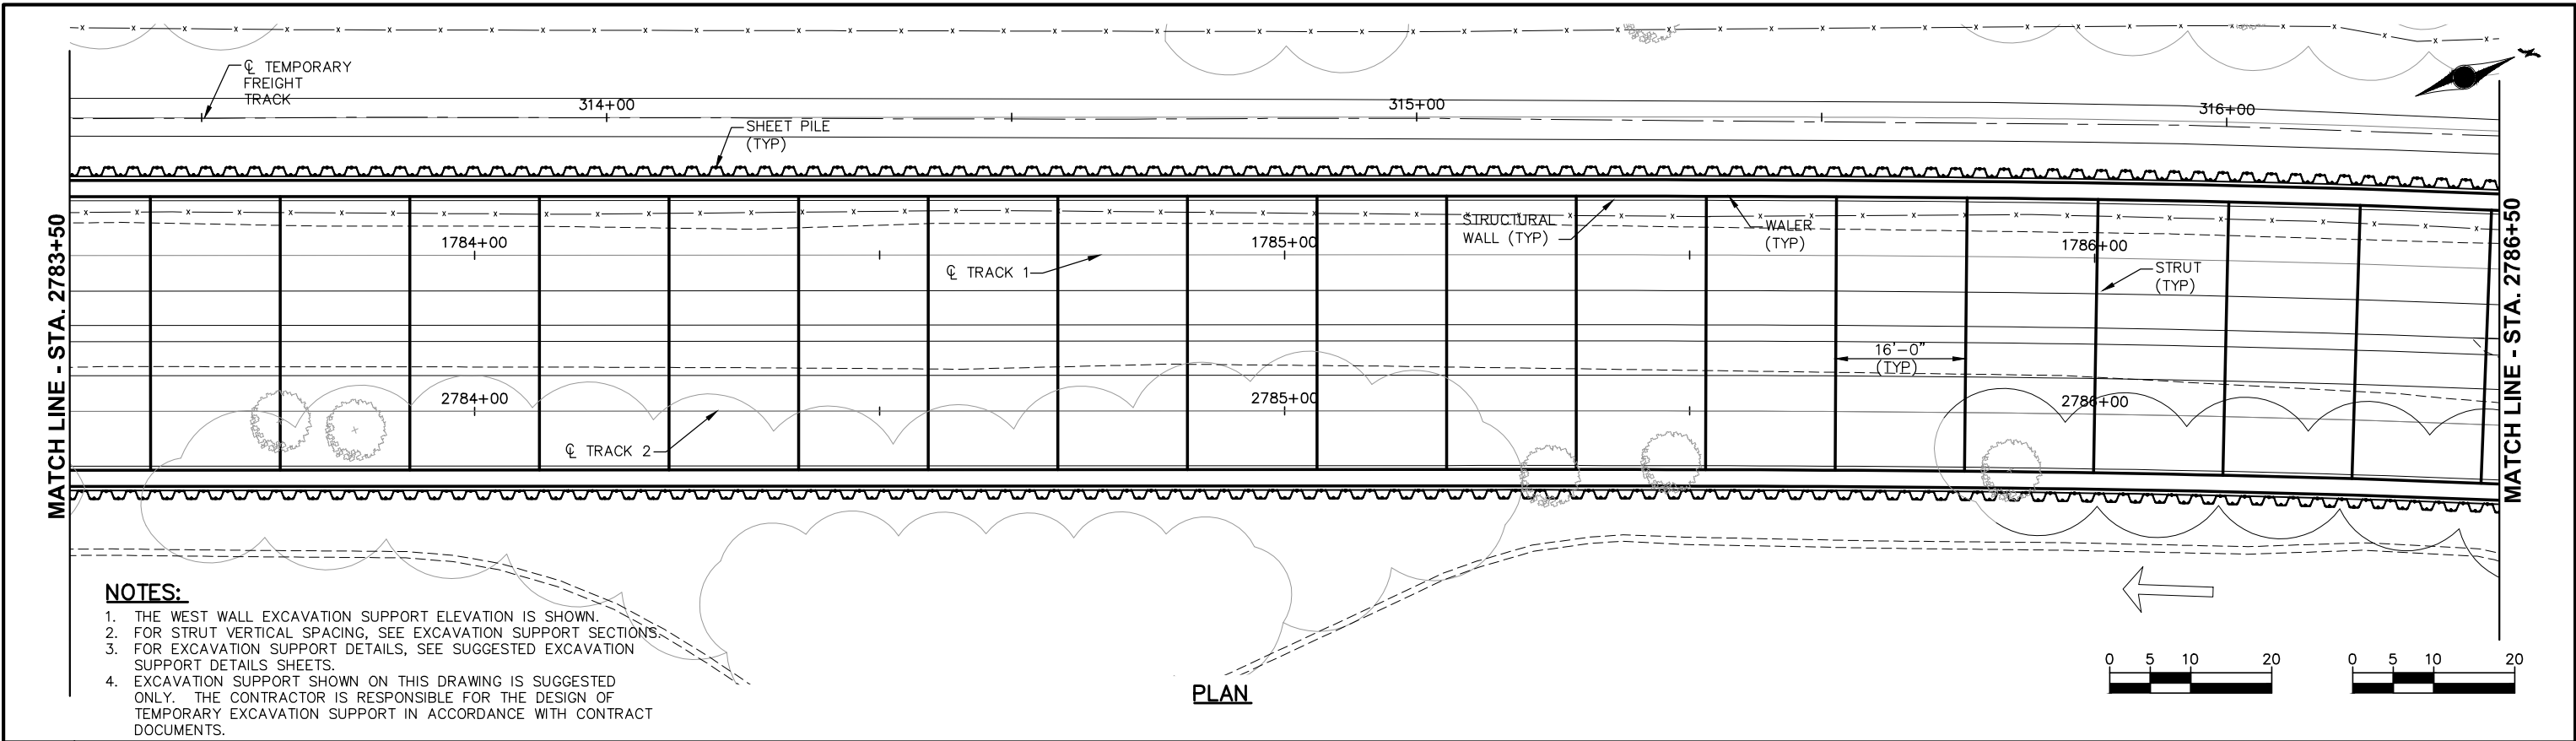 ℄ TEMPORARY
FREIGHT
TRACK
314+00
315+00
316+00
SHEET PILE
(TYP)
MATCH LINE - STA. 2783+50
1784+00
1785+00
1786+00
STRUCTURAL
WALL (TYP)
WALER
(TYP)
℄ TRACK 1
STRUT
(TYP)
16'-0"
(TYP)
2784+00
2785+00
2786+00
℄ TRACK 2
MATCH LINE - STA. 2786+50
NOTES:
1. THE WEST WALL EXCAVATION SUPPORT ELEVATION IS SHOWN.
2. FOR STRUT VERTICAL SPACING, SEE EXCAVATION SUPPORT SECTIONS.
3. FOR EXCAVATION SUPPORT DETAILS, SEE SUGGESTED EXCAVATION
SUPPORT DETAILS SHEETS.
4. EXCAVATION SUPPORT SHOWN ON THIS DRAWING IS SUGGESTED
ONLY. THE CONTRACTOR IS RESPONSIBLE FOR THE DESIGN OF
TEMPORARY EXCAVATION SUPPORT IN ACCORDANCE WITH CONTRACT
DOCUMENTS.
PLAN
0 5 10 20
0 5 10 20